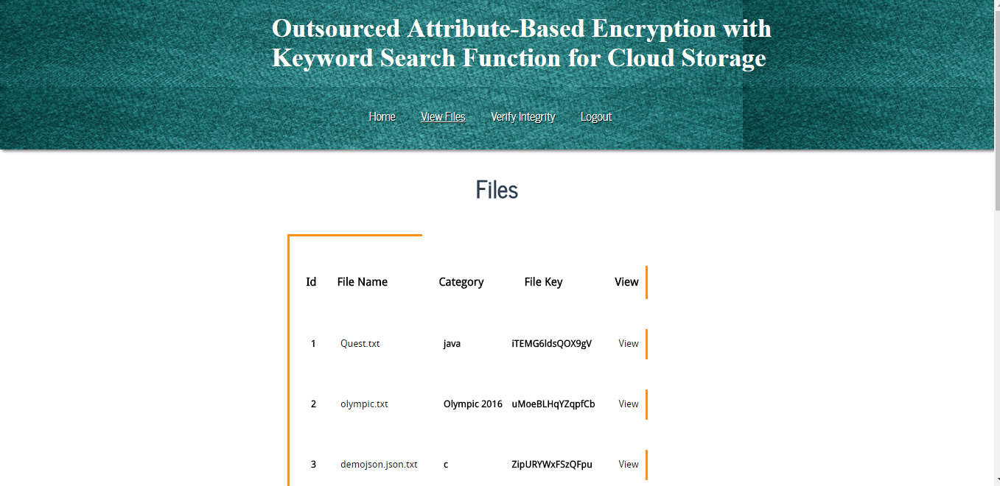 Outsourced Attribute-Based Encryption with
Keyword Search Function for Cloud Storage
Home View Files Verify Integrity Logout
Files
Id File Name Category File Key View
1 Quest.txt java iTEMG6ldsQOX9gV View
2 olympic.txt Olympic 2016 uMoeBLHqYZqpfCb View
3 demojson.json.txt c ZipURYWxFSzQFpu View